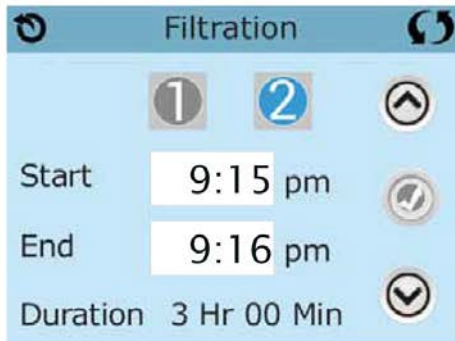 Filtration
1 2
Start 9:15 pm
End 9:16 pm
Duration 3 Hr 00 Min